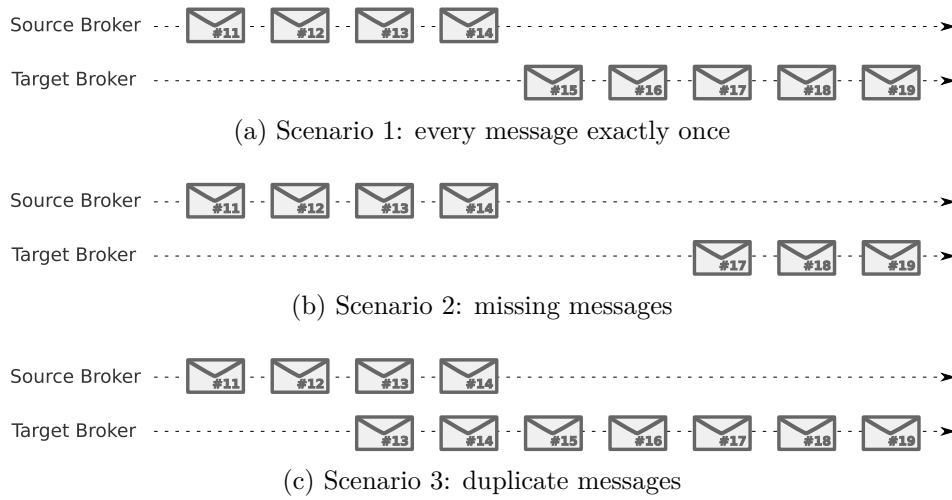 Source Broker #11 #12 #13 #14
Target Broker #15 #16 #17 #18 #19
(a) Scenario 1: every message exactly once
Source Broker #11 #12 #13 #14
Target Broker #17 #18 #19
(b) Scenario 2: missing messages
Source Broker #11 #12 #13 #14
Target Broker #13 #14 #15 #16 #17 #18 #19
(c) Scenario 3: duplicate messages